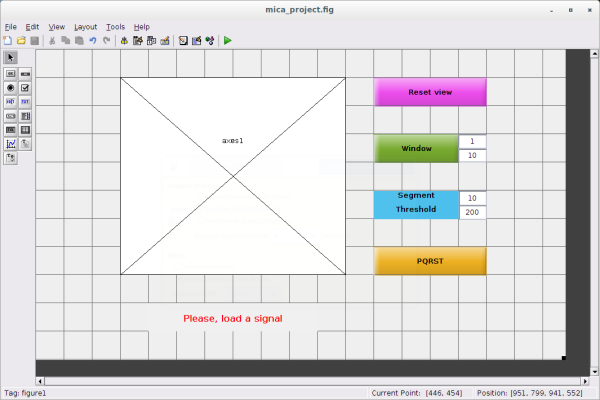 mica_project.fig
File Edit View Layout Tools Help
axes1
Reset view
Window
1
10
Segment
Threshold
10
200
PQRST
Please, load a signal
Tag: figure1
Current Point: [446, 454]
Position: [951, 799, 941, 552]